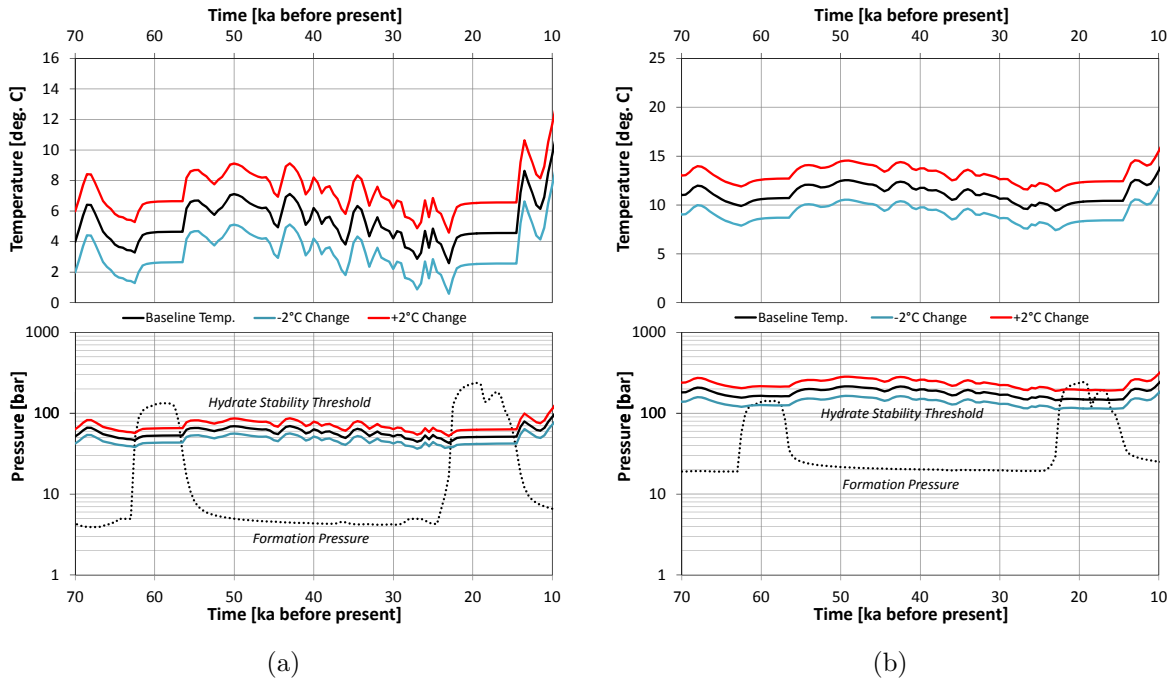 Time [ka before present]
70 60 50 40 30 20 10
16
14
12
10
8
6
4
2
0
Temperature [deg. C]
Baseline Temp. -2°C Change +2°C Change
1000
100
10
1
Pressure [bar]
Hydrate Stability Threshold
Formation Pressure
70 60 50 40 30 20 10
Time [ka before present]
(a)
Time [ka before present]
70 60 50 40 30 20 10
25
20
15
10
5
0
Temperature [deg. C]
Baseline Temp. -2°C Change +2°C Change
1000
100
10
1
Pressure [bar]
Hydrate Stability Threshold
Formation Pressure
70 60 50 40 30 20 10
Time [ka before present]
(b)